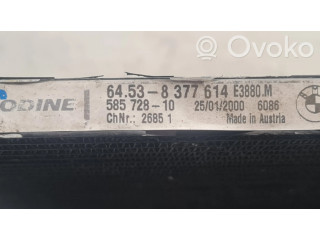 ODINE 64.53-8 377 614 E3880.M
585 728-10 25/01/2000 6086
ChNr.: 2685 1 Made in Austria
OVOKO